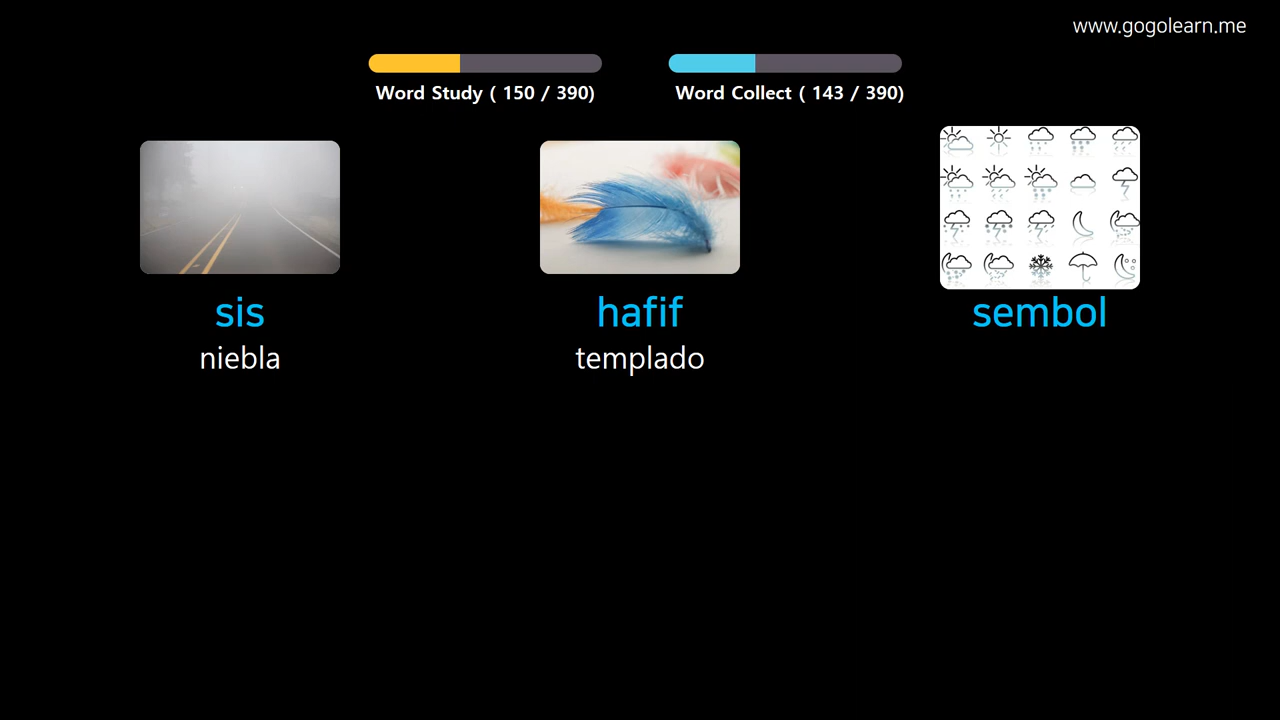 www.gogolearn.me
Word Study ( 150 / 390)
Word Collect ( 143 / 390)
sis
niebla
hafif
templado
sembol